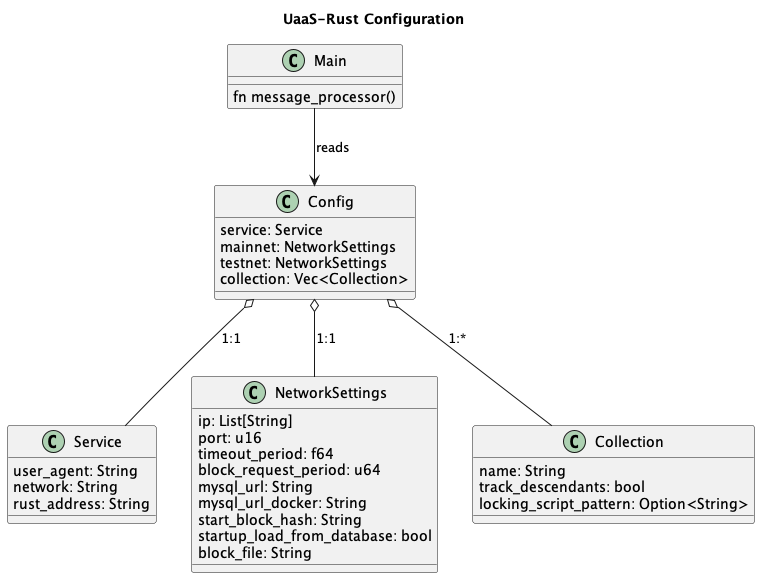 UaaS-Rust Configuration
C Main
fn message_processor()
reads
C Config
service: Service
mainnet: NetworkSettings
testnet: NetworkSettings
collection: Vec<Collection>
1:1
1:1
1:*
C Service
user_agent: String
network: String
rust_address: String
C NetworkSettings
ip: List[String]
port: u16
timeout_period: f64
block_request_period: u64
mysql_url: String
mysql_url_docker: String
start_block_hash: String
startup_load_from_database: bool
block_file: String
C Collection
name: String
track_descendants: bool
locking_script_pattern: Option<String>